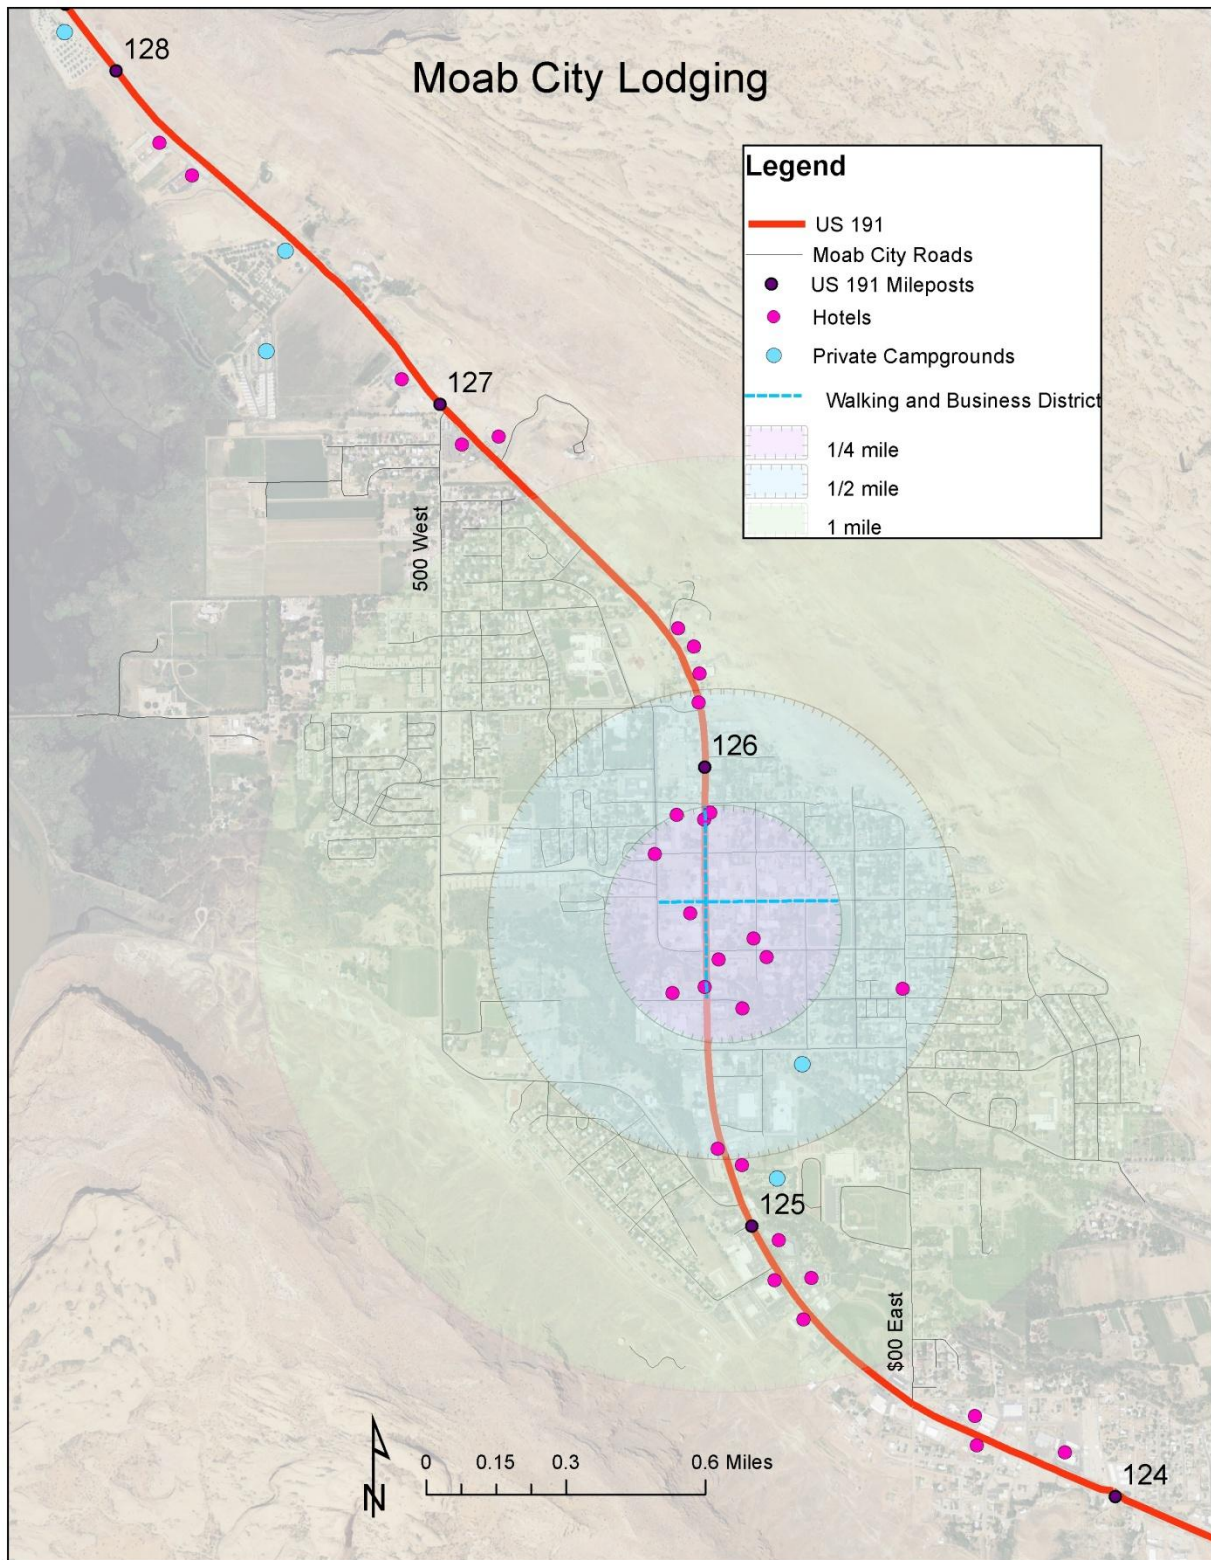 128
Moab City Lodging
Legend
US 191
Moab City Roads
US 191 Mileposts
Hotels
Private Campgrounds
Walking and Business District
1/4 mile
1/2 mile
1 mile
127
500 West
126
125
$00 East
0 0.15 0.3 0.6 Miles
N
124